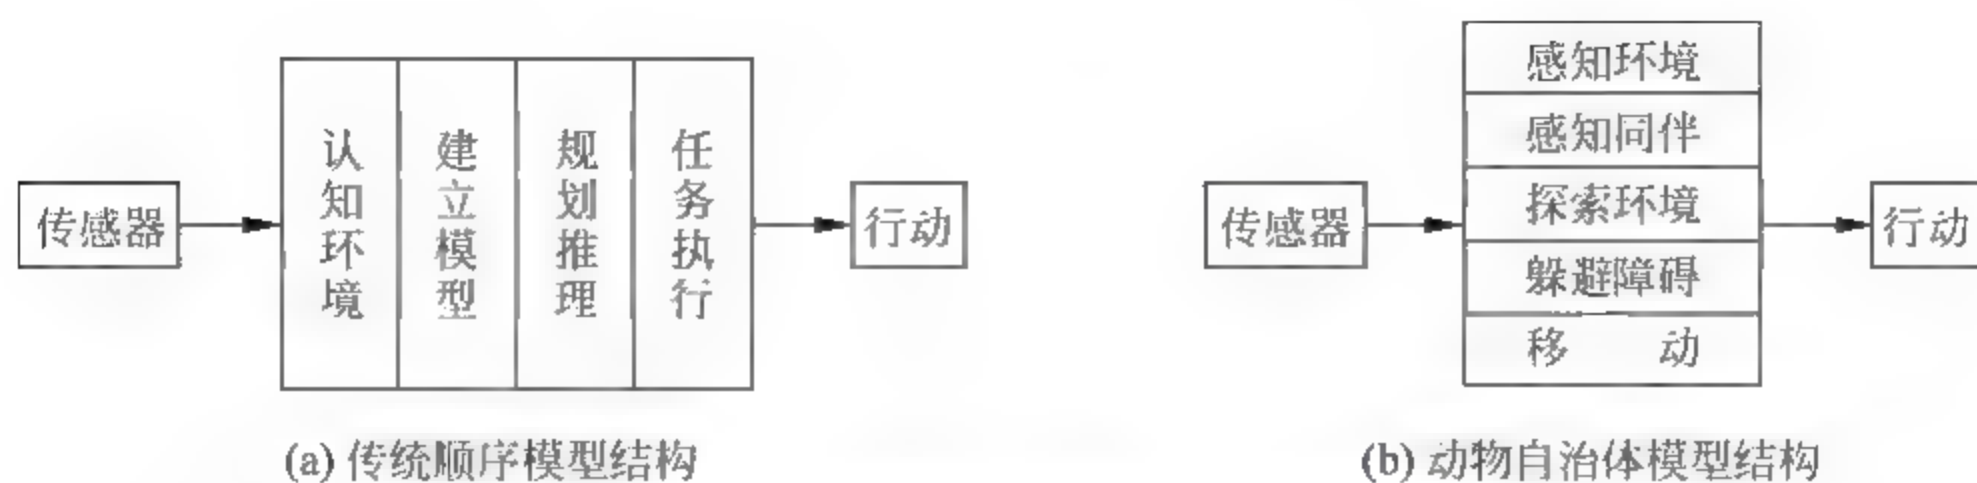 传感器
认知环境
建立模型
规划推理
任务执行
行动
(a) 传统顺序模型结构
传感器
感知环境
感知同伴
探索环境
躲避障碍
移 动
行动
(b) 动物自治体模型结构